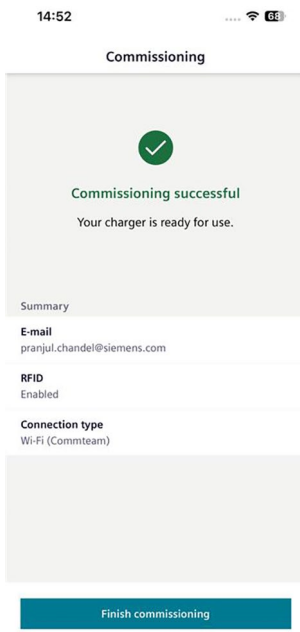 14:52
68
Commissioning
Commissioning successful
Your charger is ready for use.
Summary
E-mail
pranjul.chandel@siemens.com
RFID
Enabled
Connection type
Wi-Fi (Commteam)
Finish commissioning